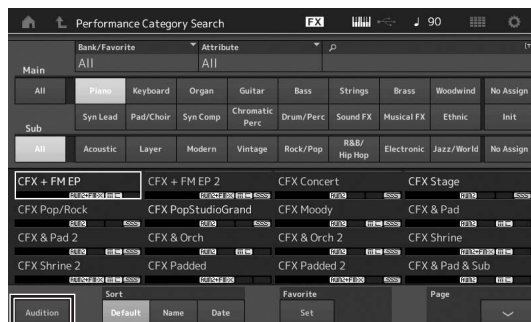 Performance Category Search FX 90
Bank/Favorite Attribute
Main All All
All Piano Keyboard Organ Guitar Bass Strings Brass Woodwind No Assign
Syn Lead Pad/Choir Syn Comp Chromatic Perc Drum/Perc Sound FX Musical FX Ethnic Init
Sub
All Acoustic Layer Modern Vintage Rock/Pop R&B/ Hip Hop Electronic Jazz/World No Assign
CFX + FM EP CFX + FM EP 2 CFX Concert CFX Stage
CFX Pop/Rock CFX PopStudioGrand CFX Moody CFX & Pad
CFX & Pad 2 CFX & Orch CFX & Orch 2 CFX Shrine
CFX Shrine 2 CFX Padded CFX Padded 2 CFX & Pad & Sub
Sort Favorite Page
Audition Default Name Date Set